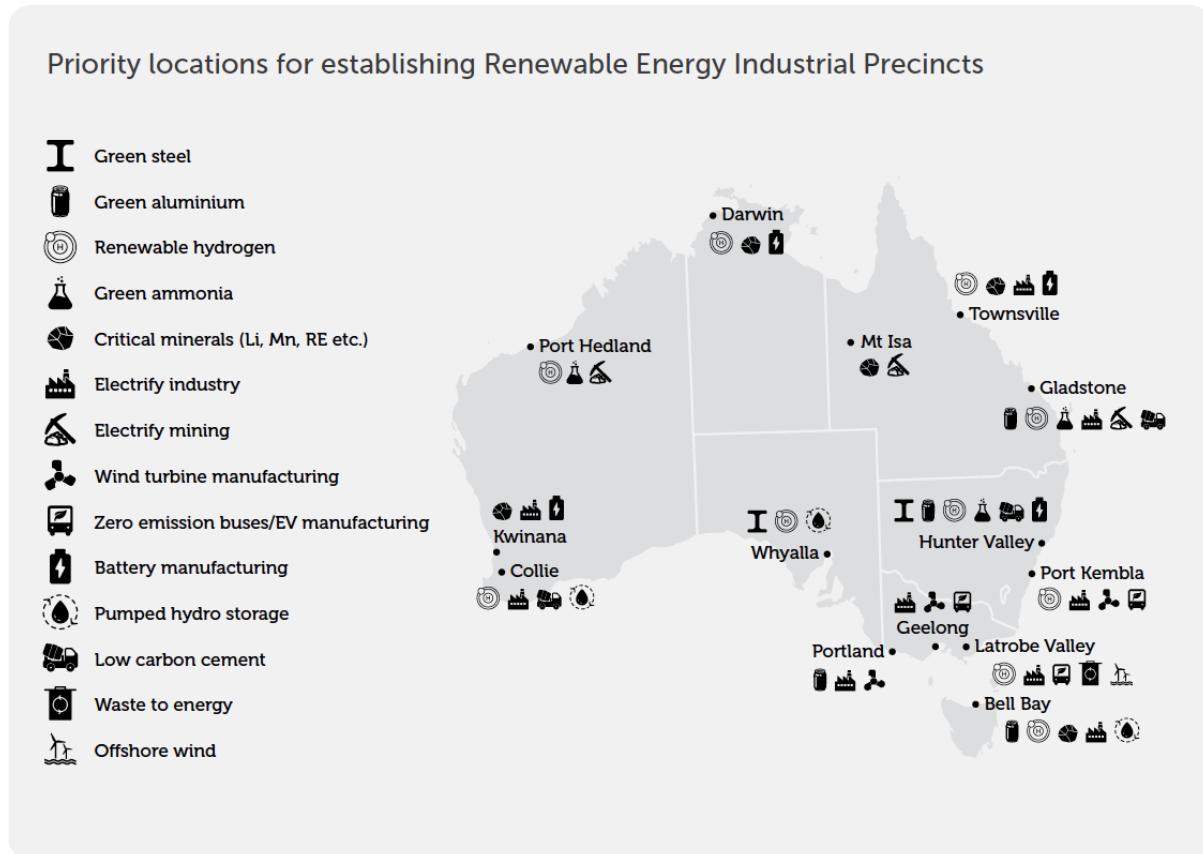 Priority locations for establishing Renewable Energy Industrial Precincts
Green steel
Green aluminium
Renewable hydrogen
Green ammonia
Critical minerals (Li, Mn, RE etc.)
Electrify industry
Electrify mining
Wind turbine manufacturing
Zero emission buses/EV manufacturing
Battery manufacturing
Pumped hydro storage
Low carbon cement
Waste to energy
Offshore wind
Darwin
Townsville
Port Hedland
Mt Isa
Gladstone
Kwinana
Collie
Whyalla
Hunter Valley
Port Kembla
Geelong
Portland
Latrobe Valley
Bell Bay